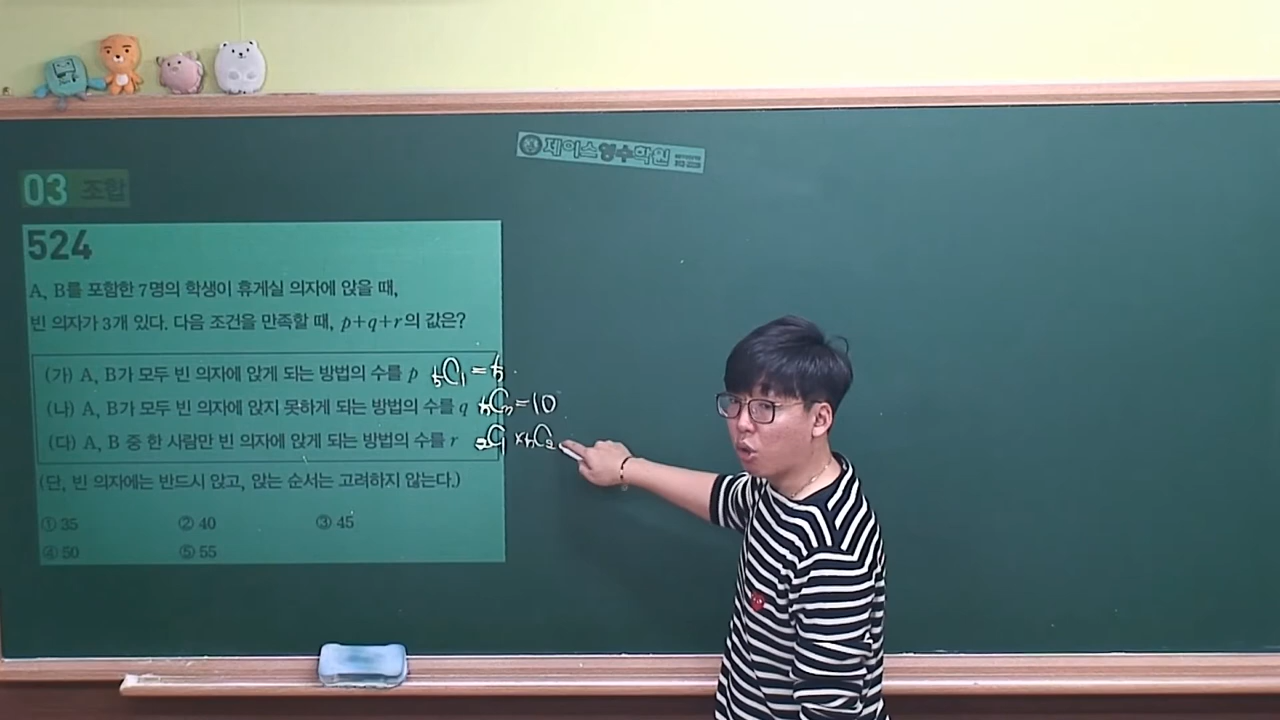 제이스영수학원
03 조합
524
A, B를 포함한 7명의 학생이 휴게실 의자에 앉을 때,
빈 의자가 3개 있다. 다음 조건을 만족할 때, p+q+r의 값은?
(가) A, B가 모두 빈 의자에 앉게 되는 방법의 수를 p ₅C₁=5
(나) A, B가 모두 빈 의자에 앉지 못하게 되는 방법의 수를 q ₅C₃=10
(다) A, B 중 한 사람만 빈 의자에 앉게 되는 방법의 수를 r ₂C₁×₅C₂
(단, 빈 의자에는 반드시 앉고, 앉는 순서는 고려하지 않는다.)
① 35 ② 40 ③ 45
④ 50 ⑤ 55